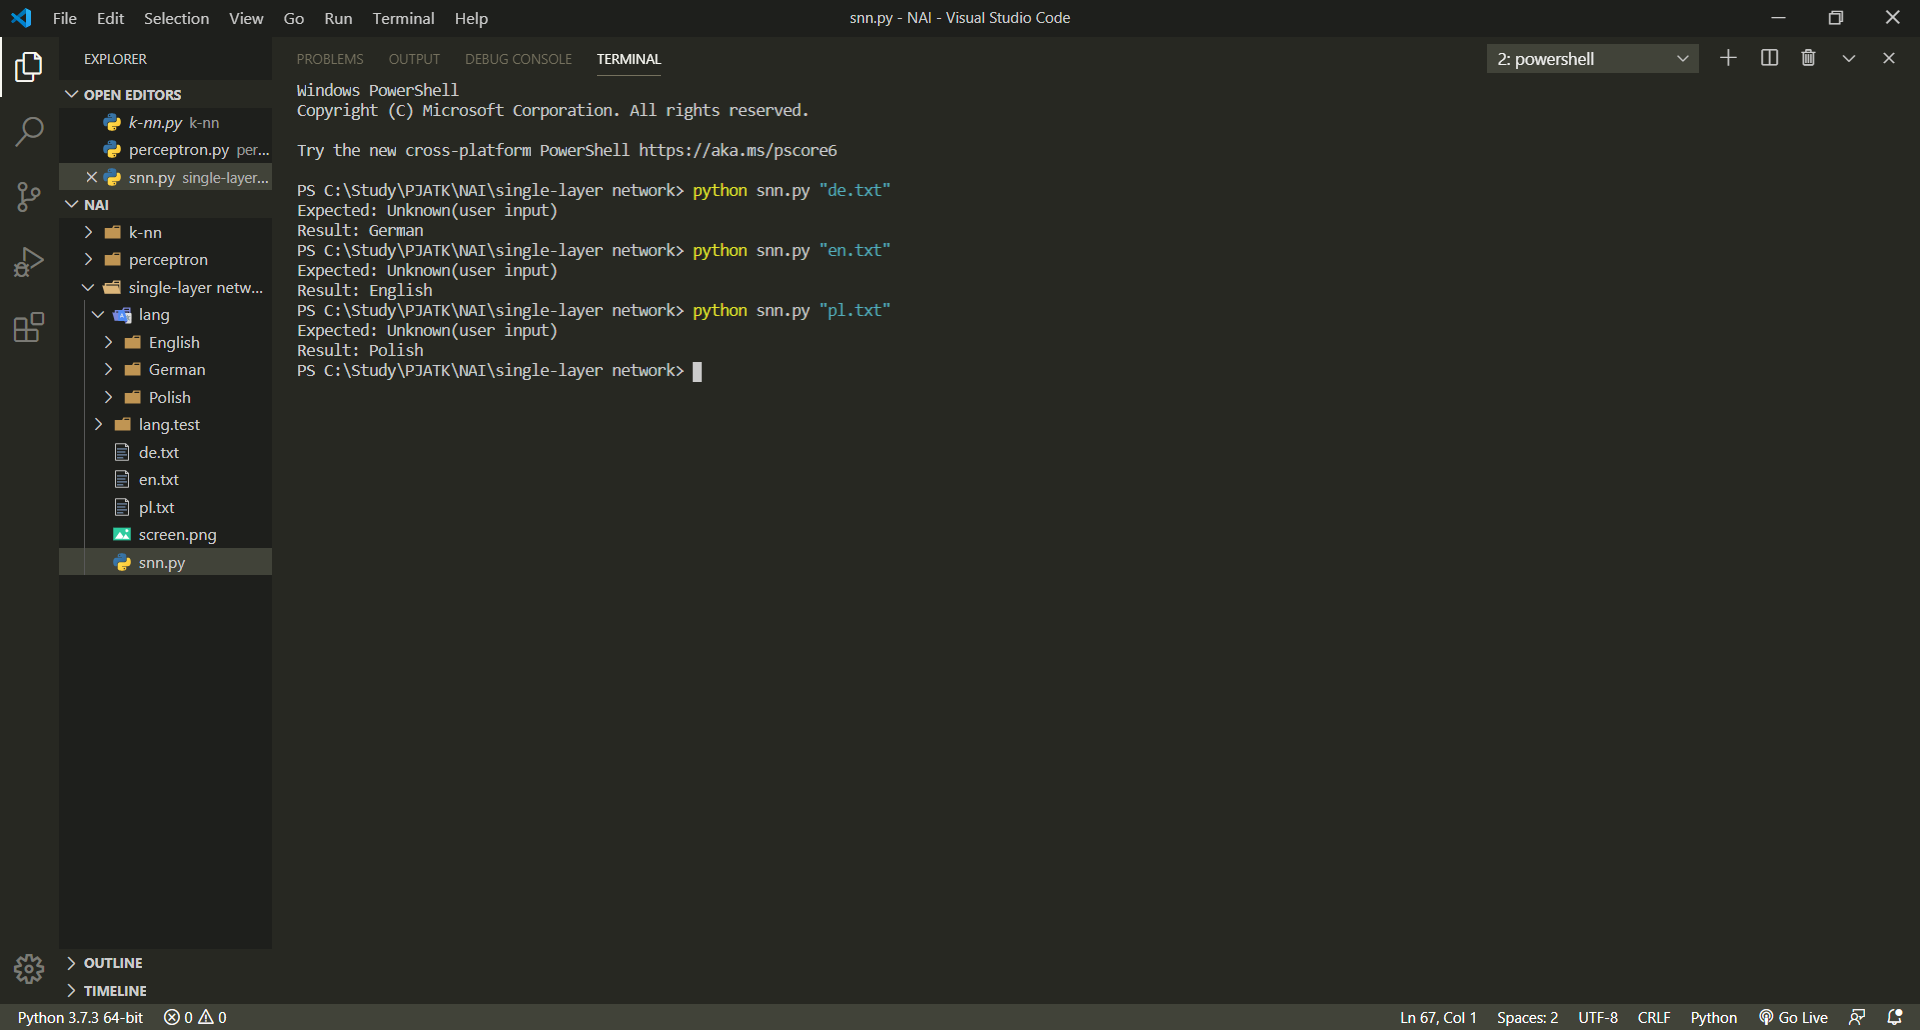 File Edit Selection View Go Run Terminal Help
snn.py - NAI - Visual Studio Code
EXPLORER
OPEN EDITORS
k-nn.py k-nn
perceptron.py per...
snn.py single-layer...
NAI
k-nn
perceptron
single-layer netw...
lang
English
German
Polish
lang.test
de.txt
en.txt
pl.txt
screen.png
snn.py
OUTLINE
TIMELINE
PROBLEMS OUTPUT DEBUG CONSOLE TERMINAL
2: powershell
Windows PowerShell
Copyright (C) Microsoft Corporation. All rights reserved.
Try the new cross-platform PowerShell https://aka.ms/pscore6
PS C:\Study\PJATK\NAI\single-layer network> python snn.py "de.txt"
Expected: Unknown(user input)
Result: German
PS C:\Study\PJATK\NAI\single-layer network> python snn.py "en.txt"
Expected: Unknown(user input)
Result: English
PS C:\Study\PJATK\NAI\single-layer network> python snn.py "pl.txt"
Expected: Unknown(user input)
Result: Polish
PS C:\Study\PJATK\NAI\single-layer network>
Python 3.7.3 64-bit 0 0
Ln 67, Col 1 Spaces: 2 UTF-8 CRLF Python Go Live